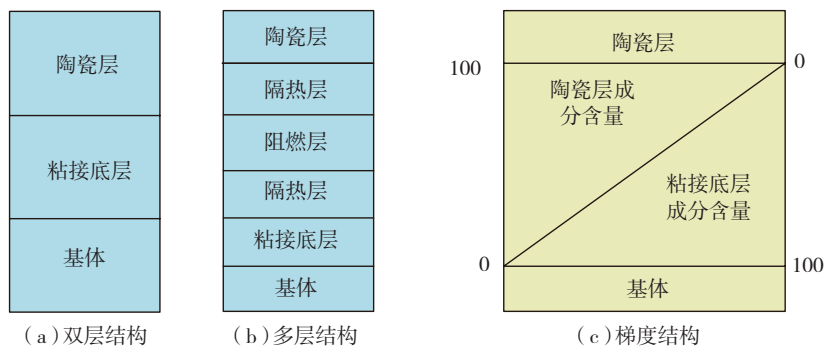 陶瓷层
粘接底层
基体
(a)双层结构
陶瓷层
隔热层
阻燃层
隔热层
粘接底层
基体
(b)多层结构
陶瓷层
100
0
陶瓷层成
分含量
粘接底层
成分含量
0
100
基体
(c)梯度结构